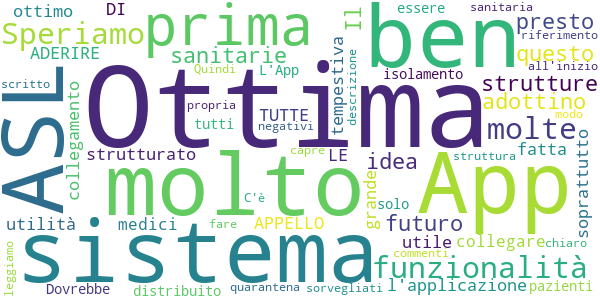 ottimo
DI
prima
Il
ben
essere
sanitaria
Speriamo
presto
riferimento
ADERIRE
sanitarie
questo
all'inizio
Quindi
L'App
isolamento
strutture
scritto
ASL
collegamento
Ottima
tempestiva
descrizione
adottino
propria
TUTTE
negativi
tutti
molte
modo
strutturato
LE
idea
fatta
capre
struttura
soprattutto
molto
C'è
solo
grande
App
utilità
medici
fare
APPELLO
futuro
utile
collegare
chiaro
leggiamo
sistema
commenti
funzionalità
Dovrebbe
distribuito
quarantena
sorvegliati
l'applicazione
pazienti